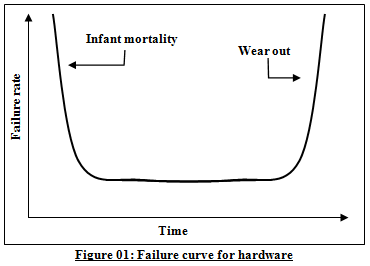 Infant mortality
Wear out
Failure rate
Time
Figure 01: Failure curve for hardware